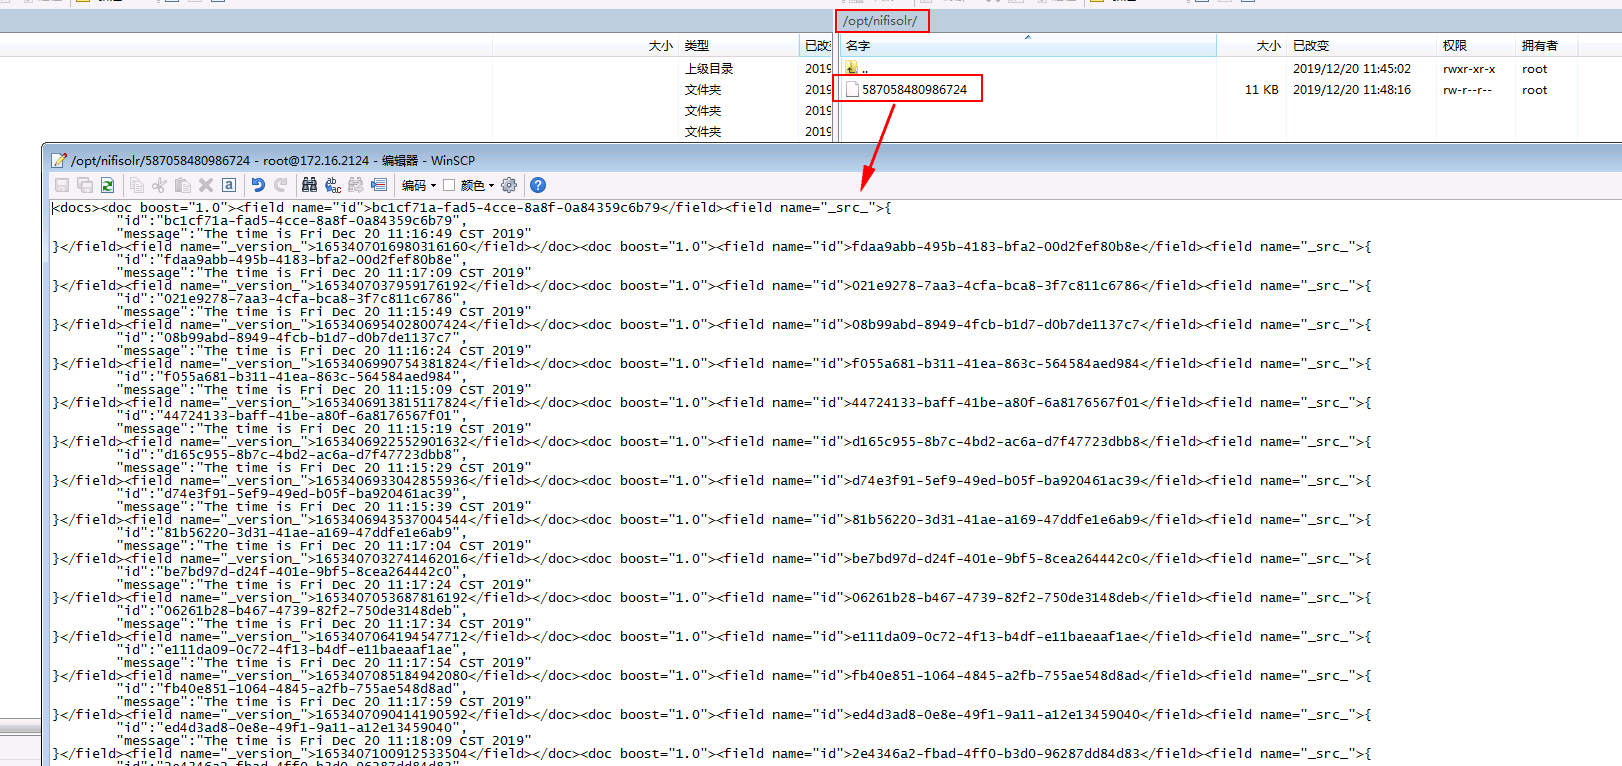 /opt/nifisolr/
大小 类型 已改变
名字 大小 已改变 权限 拥有者
上级目录 2019
.. 2019/12/20 11:45:02 rwxr-xr-x root
文件夹 2019
587058480986724 11 KB 2019/12/20 11:48:16 rw-r--r-- root
文件夹 2019
文件夹 2019
/opt/nifisolr/587058480986724 - root@172.16.2124 - 编辑器 - WinSCP
编码 颜色
<docs><doc boost="1.0"><field name="id">bc1cf71a-fad5-4cce-8a8f-0a84359c6b79</field><field name="_src_">{
"id":"bc1cf71a-fad5-4cce-8a8f-0a84359c6b79",
"message":"The time is Fri Dec 20 11:16:49 CST 2019"
}</field><field name="_version_">1653407016980316160</field></doc><doc boost="1.0"><field name="id">fdaa9abb-495b-4183-bfa2-00d2fef80b8e</field><field name="_src_">{
"id":"fdaa9abb-495b-4183-bfa2-00d2fef80b8e",
"message":"The time is Fri Dec 20 11:17:09 CST 2019"
}</field><field name="_version_">1653407037959176192</field></doc><doc boost="1.0"><field name="id">021e9278-7aa3-4cfa-bca8-3f7c811c6786</field><field name="_src_">{
"id":"021e9278-7aa3-4cfa-bca8-3f7c811c6786",
"message":"The time is Fri Dec 20 11:15:49 CST 2019"
}</field><field name="_version_">1653406954028007424</field></doc><doc boost="1.0"><field name="id">08b99abd-8949-4fcb-b1d7-d0b7de1137c7</field><field name="_src_">{
"id":"08b99abd-8949-4fcb-b1d7-d0b7de1137c7",
"message":"The time is Fri Dec 20 11:16:24 CST 2019"
}</field><field name="_version_">1653406990754381824</field></doc><doc boost="1.0"><field name="id">f055a681-b311-41ea-863c-564584aed984</field><field name="_src_">{
"id":"f055a681-b311-41ea-863c-564584aed984",
"message":"The time is Fri Dec 20 11:15:09 CST 2019"
}</field><field name="_version_">1653406913815117824</field></doc><doc boost="1.0"><field name="id">44724133-baff-41be-a80f-6a8176567f01</field><field name="_src_">{
"id":"44724133-baff-41be-a80f-6a8176567f01",
"message":"The time is Fri Dec 20 11:15:19 CST 2019"
}</field><field name="_version_">1653406922552901632</field></doc><doc boost="1.0"><field name="id">d165c955-8b7c-4bd2-ac6a-d7f47723dbb8</field><field name="_src_">{
"id":"d165c955-8b7c-4bd2-ac6a-d7f47723dbb8",
"message":"The time is Fri Dec 20 11:15:29 CST 2019"
}</field><field name="_version_">1653406933042855936</field></doc><doc boost="1.0"><field name="id">d74e3f91-5ef9-49ed-b05f-ba920461ac39</field><field name="_src_">{
"id":"d74e3f91-5ef9-49ed-b05f-ba920461ac39",
"message":"The time is Fri Dec 20 11:15:39 CST 2019"
}</field><field name="_version_">1653406943537004544</field></doc><doc boost="1.0"><field name="id">81b56220-3d31-41ae-a169-47ddfe1e6ab9</field><field name="_src_">{
"id":"81b56220-3d31-41ae-a169-47ddfe1e6ab9",
"message":"The time is Fri Dec 20 11:17:04 CST 2019"
}</field><field name="_version_">1653407032741462016</field></doc><doc boost="1.0"><field name="id">be7bd97d-d24f-401e-9bf5-8cea264442c0</field><field name="_src_">{
"id":"be7bd97d-d24f-401e-9bf5-8cea264442c0",
"message":"The time is Fri Dec 20 11:17:24 CST 2019"
}</field><field name="_version_">1653407053687816192</field></doc><doc boost="1.0"><field name="id">06261b28-b467-4739-82f2-750de3148deb</field><field name="_src_">{
"id":"06261b28-b467-4739-82f2-750de3148deb",
"message":"The time is Fri Dec 20 11:17:34 CST 2019"
}</field><field name="_version_">1653407064194547712</field></doc><doc boost="1.0"><field name="id">e111da09-0c72-4f13-b4df-e11baeaaf1ae</field><field name="_src_">{
"id":"e111da09-0c72-4f13-b4df-e11baeaaf1ae",
"message":"The time is Fri Dec 20 11:17:54 CST 2019"
}</field><field name="_version_">1653407085184942080</field></doc><doc boost="1.0"><field name="id">fb40e851-1064-4845-a2fb-755ae548d8ad</field><field name="_src_">{
"id":"fb40e851-1064-4845-a2fb-755ae548d8ad",
"message":"The time is Fri Dec 20 11:17:59 CST 2019"
}</field><field name="_version_">1653407090414190592</field></doc><doc boost="1.0"><field name="id">ed4d3ad8-0e8e-49f1-9a11-a12e13459040</field><field name="_src_">{
"id":"ed4d3ad8-0e8e-49f1-9a11-a12e13459040",
"message":"The time is Fri Dec 20 11:18:09 CST 2019"
}</field><field name="_version_">1653407100912533504</field></doc><doc boost="1.0"><field name="id">2e4346a2-fbad-4ff0-b3d0-96287dd84d83</field><field name="_src_">{
"id":"2e4346a2-fbad-4ff0-b3d0-96287dd84d83",